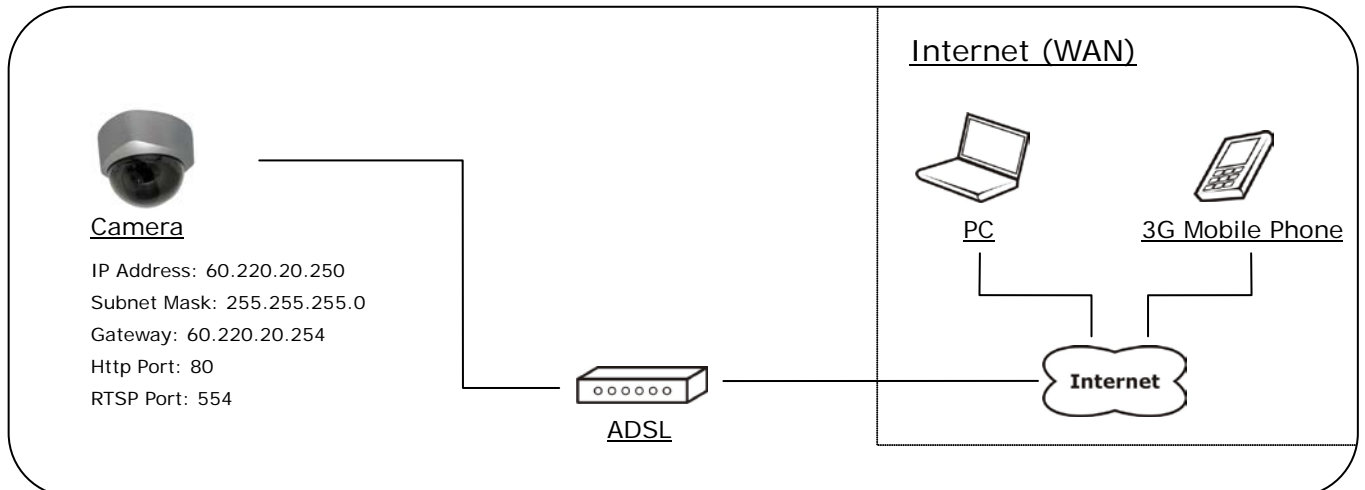 Internet (WAN)
Camera
PC
3G Mobile Phone
IP Address: 60.220.20.250
Subnet Mask: 255.255.255.0
Gateway: 60.220.20.254
Http Port: 80
RTSP Port: 554
Internet
ADSL